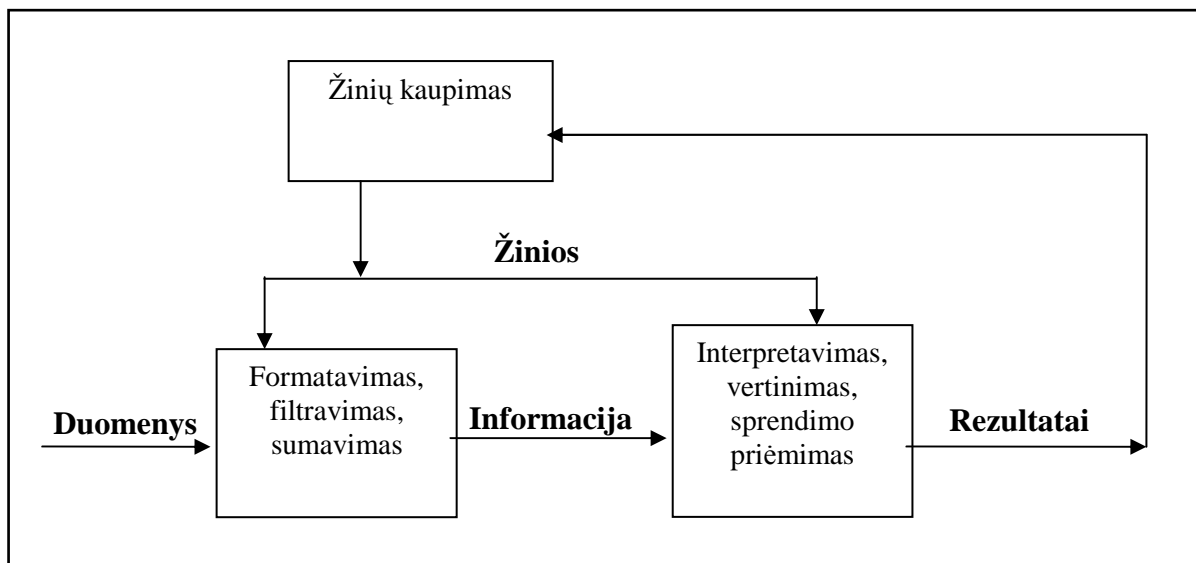 Žinių kaupimas
Žinios
Formatavimas,
filtravimas,
sumavimas
Interpretavimas,
vertinimas,
sprendimo
priėmimas
Duomenys
Informacija
Rezultatai